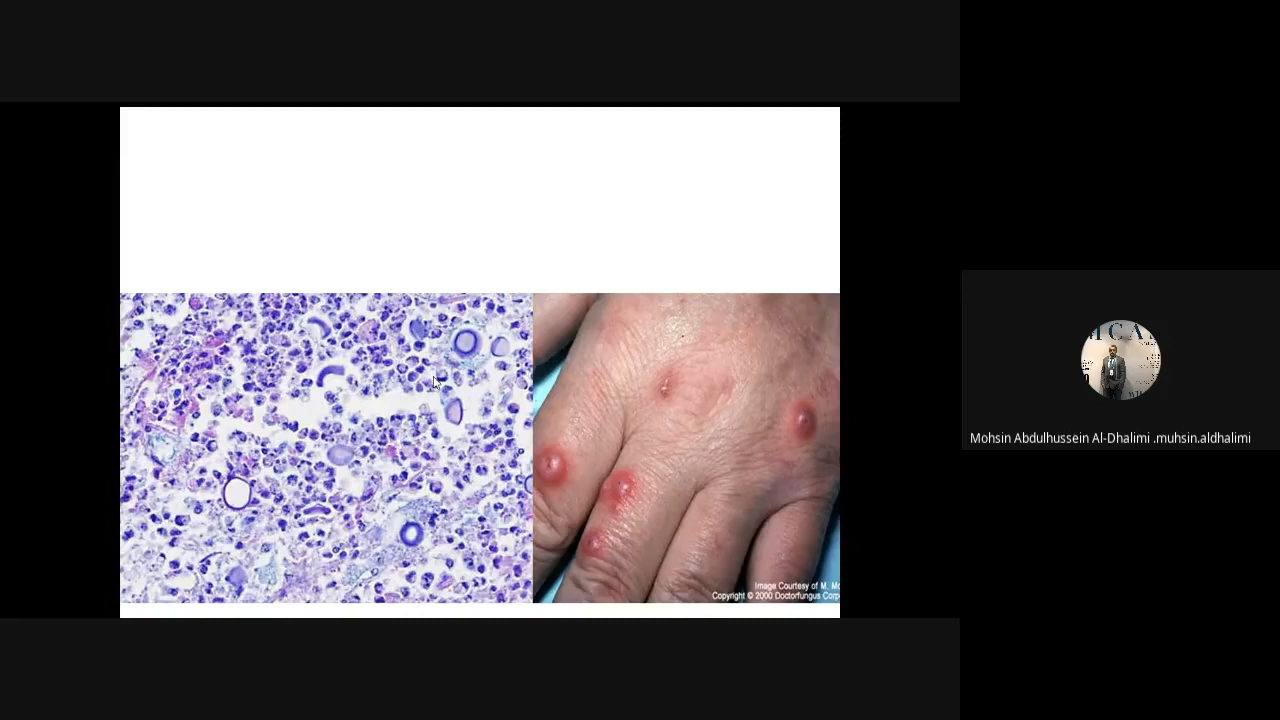 M C A
Mohsin Abdulhussein Al-Dhalimi .muhsin.aldhalimi
Image Courtesy of M. Mc
Copyright © 2000 Doctorfungus Corp